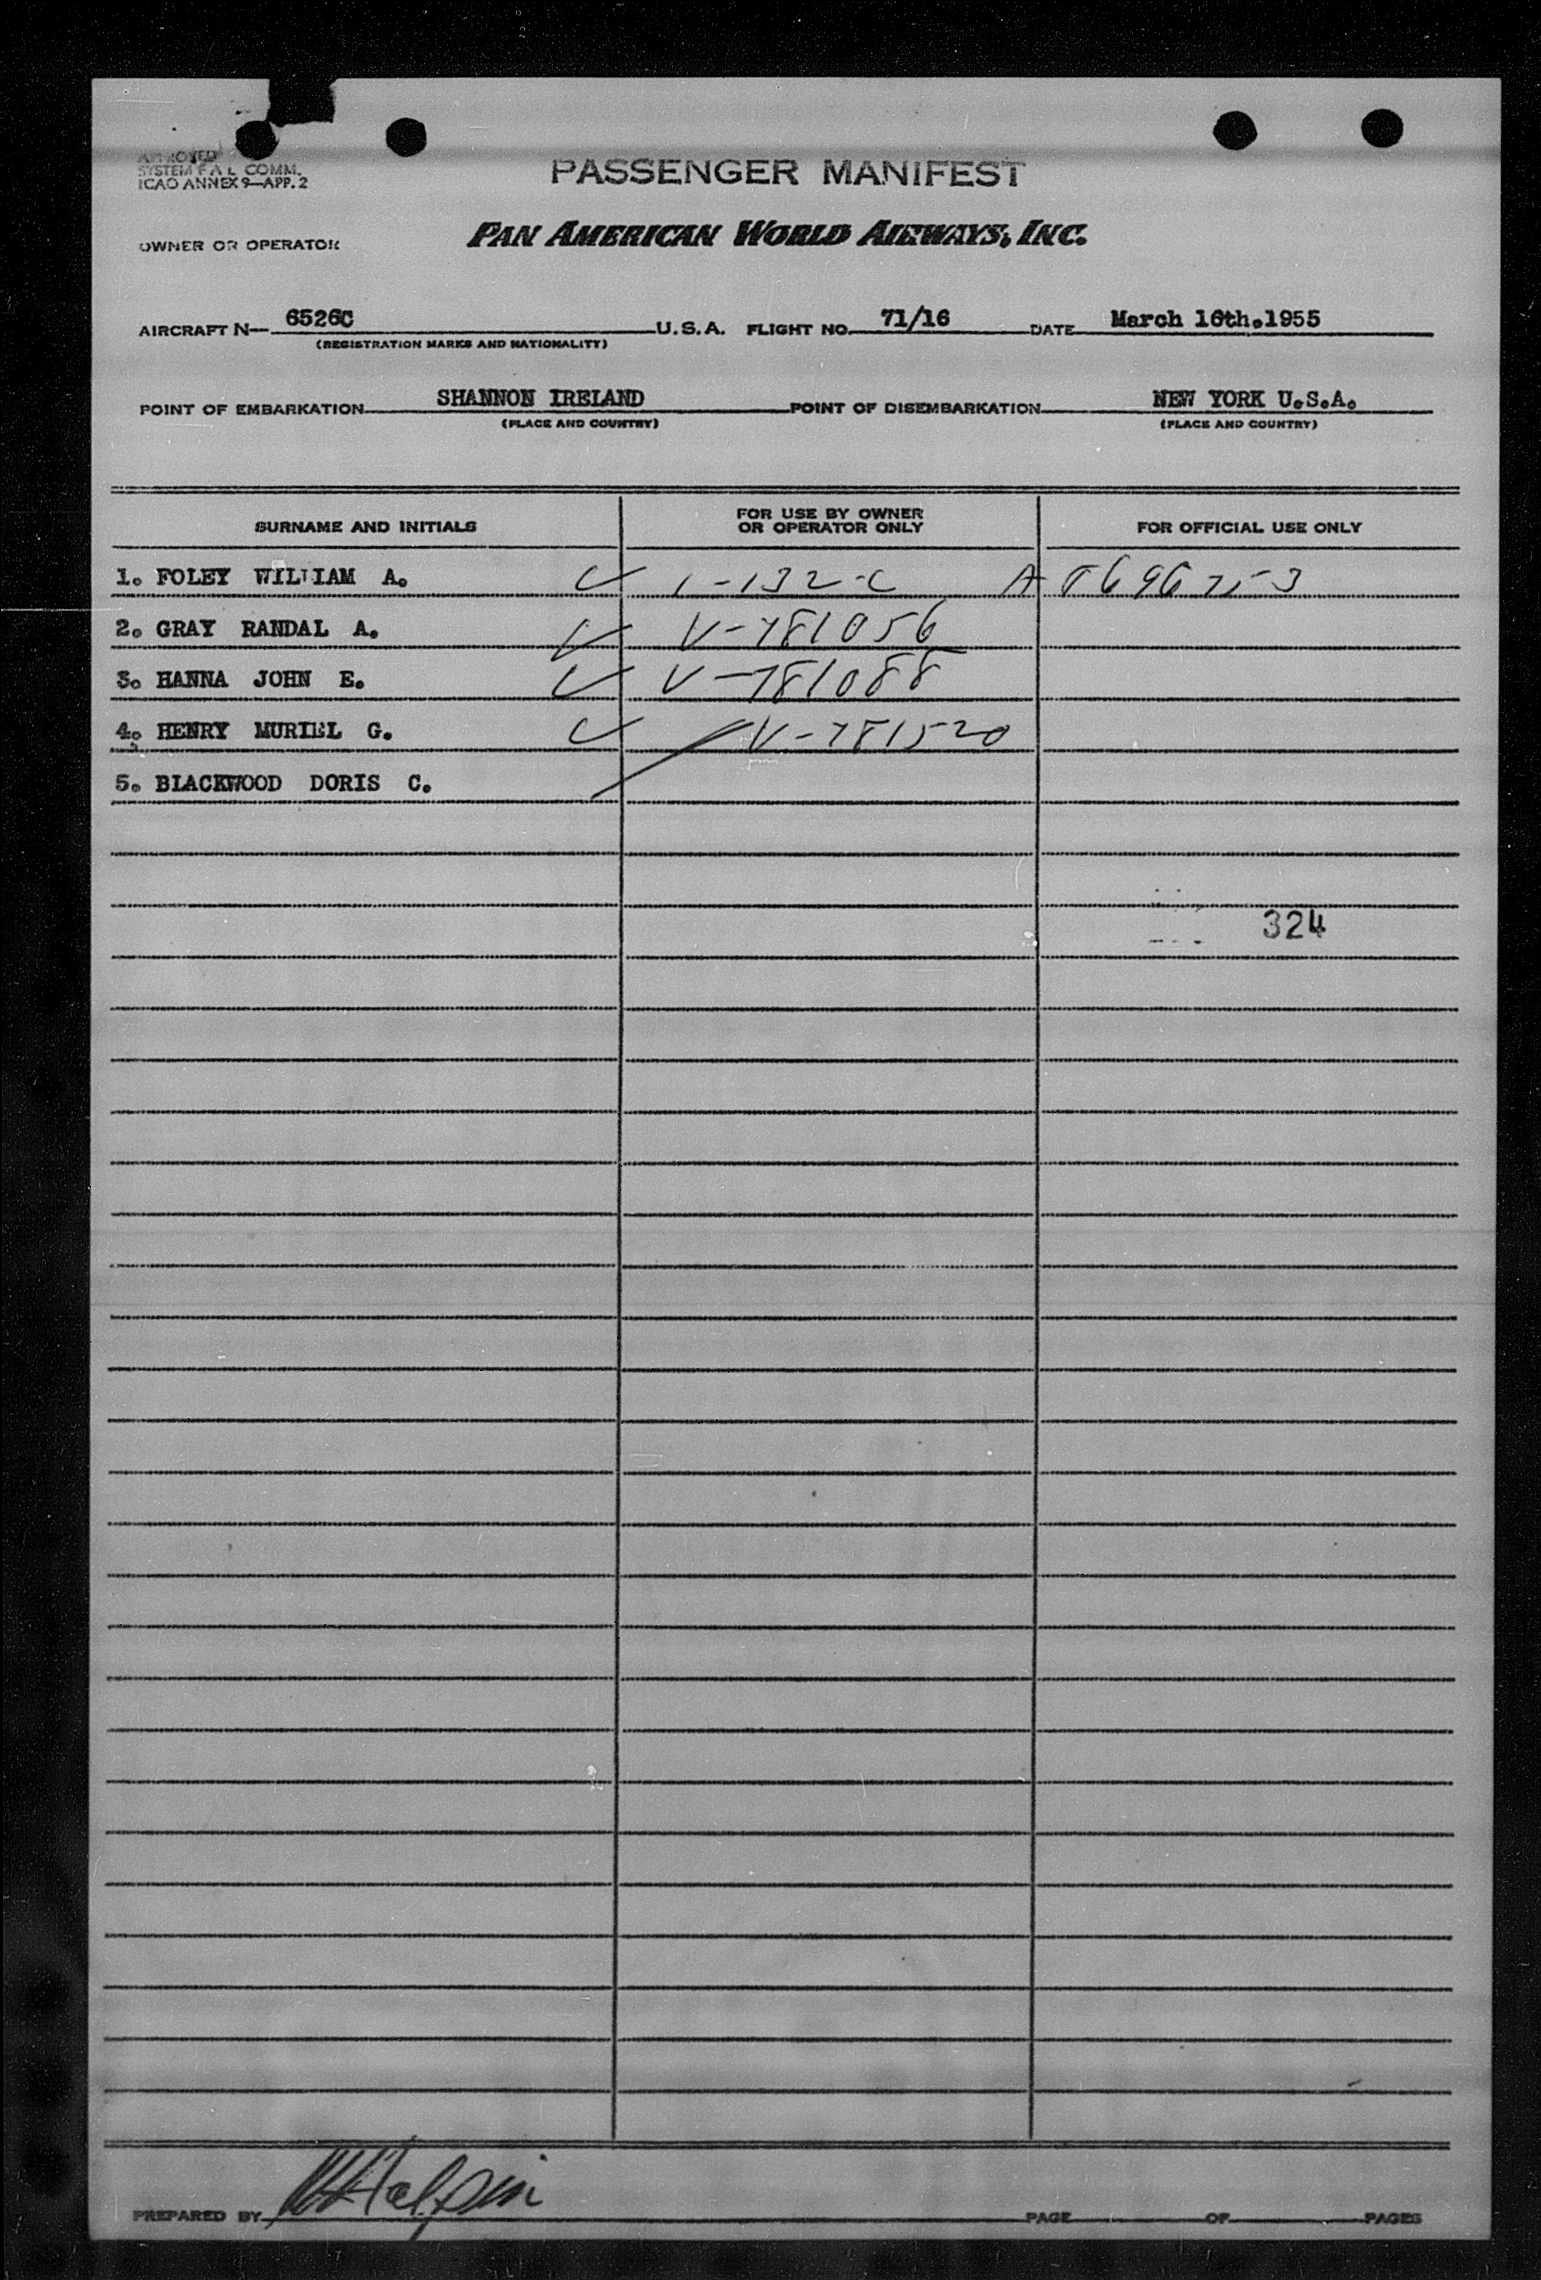 APPROVED
SYSTEM F A L COMM.
ICAO ANNEX 9—APP. 2
PASSENGER MANIFEST
OWNER OR OPERATOR PAN AMERICAN WORLD AIRWAYS, INC.
AIRCRAFT N— 6526C U.S.A. FLIGHT NO. 71/16 DATE March 16th.1955
(REGISTRATION MARKS AND NATIONALITY)
POINT OF EMBARKATION SHANNON IRELAND POINT OF DISEMBARKATION NEW YORK U.S.A.
(PLACE AND COUNTRY) (PLACE AND COUNTRY)
SURNAME AND INITIALS FOR USE BY OWNER OR OPERATOR ONLY FOR OFFICIAL USE ONLY
1. FOLEY WILLIAM A. ✓ 1-132-C A
2. GRAY RANDAL A. ✓ V-781056
3. HANNA JOHN E. ✓ V-781088
4. HENRY MURIEL G. ✓ V-781520
5. BLACKWOOD DORIS C.
324
PREPARED BY Halpin PAGE OF PAGES